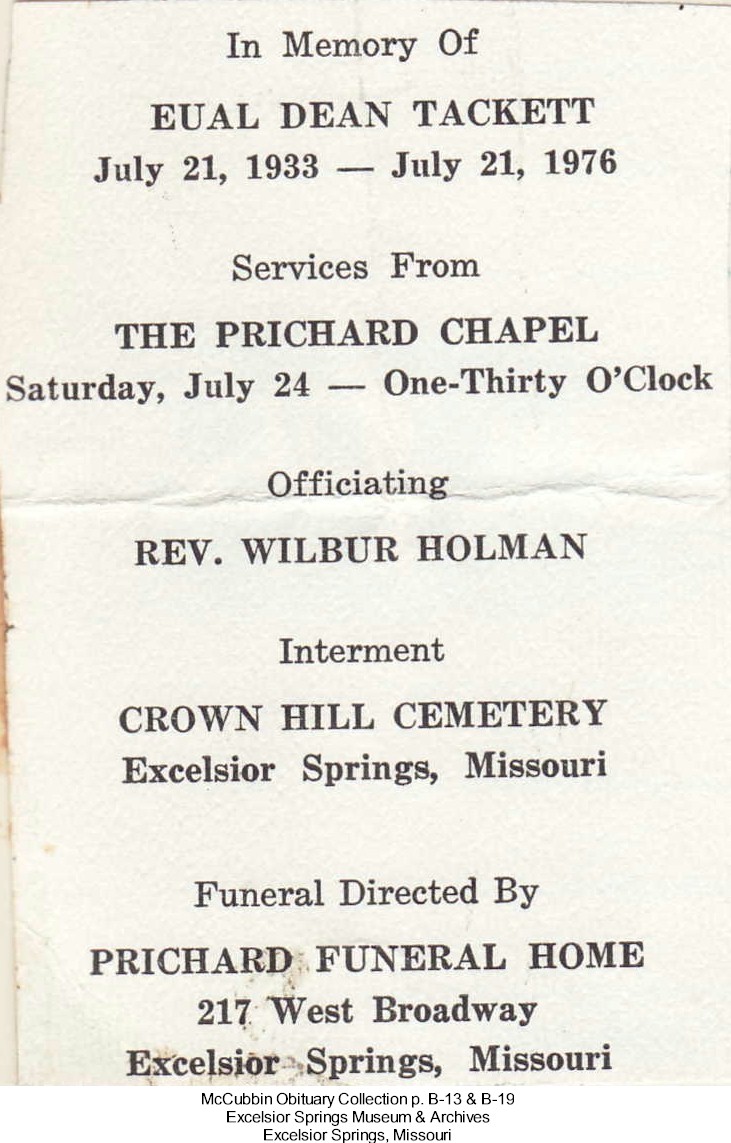 In Memory Of
EUAL DEAN TACKETT
July 21, 1933 — July 21, 1976
Services From
THE PRICHARD CHAPEL
Saturday, July 24 — One-Thirty O'Clock
Officiating
REV. WILBUR HOLMAN
Interment
CROWN HILL CEMETERY
Excelsior Springs, Missouri
Funeral Directed By
PRICHARD FUNERAL HOME
217 West Broadway
Excelsior Springs, Missouri
McCubbin Obituary Collection p. B-13 & B-19
Excelsior Springs Museum & Archives
Excelsior Springs, Missouri